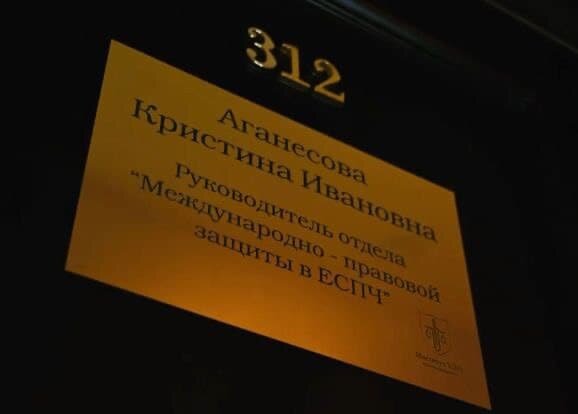 312
Аганесова
Кристина Ивановна
Руководитель отдела
“Международно - правовой
защиты в ЕСПЧ”